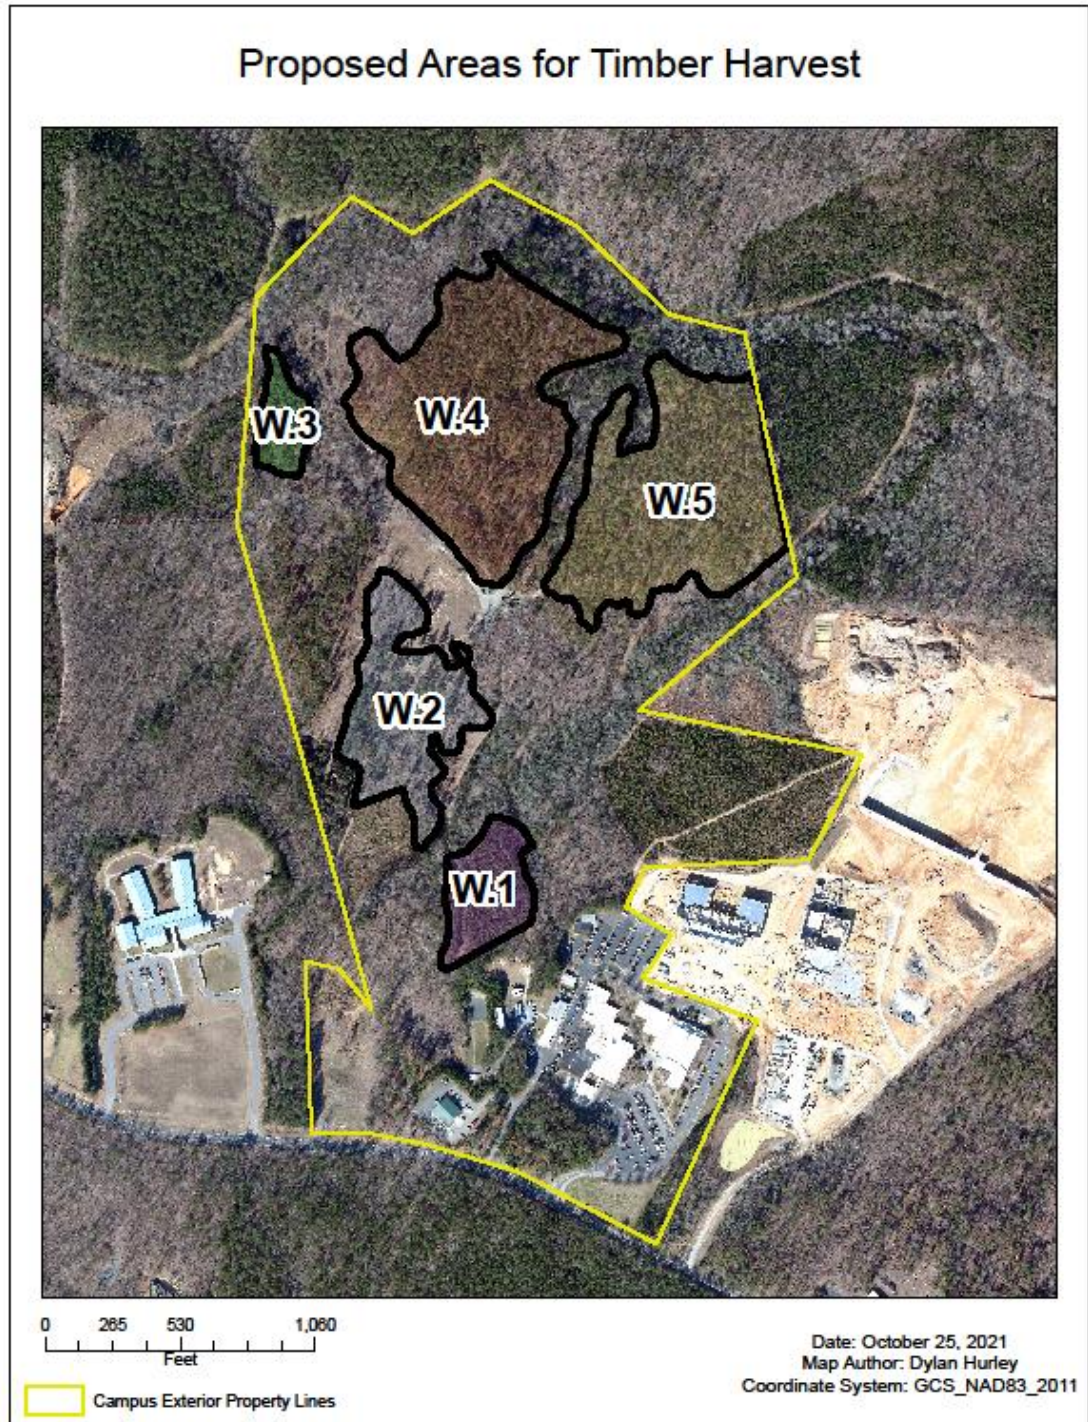 Proposed Areas for Timber Harvest
W.3
W.4
W.5
W.2
W.1
0 265 530 1,060
Feet
Campus Exterior Property Lines
Date: October 25, 2021
Map Author: Dylan Hurley
Coordinate System: GCS_NAD83_2011